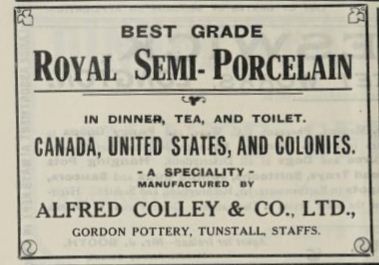 BEST GRADE
ROYAL SEMI-PORCELAIN
IN DINNER, TEA, AND TOILET.
CANADA, UNITED STATES, AND COLONIES.
- A SPECIALITY -
MANUFACTURED BY
ALFRED COLLEY & CO., LTD.,
GORDON POTTERY, TUNSTALL, STAFFS.